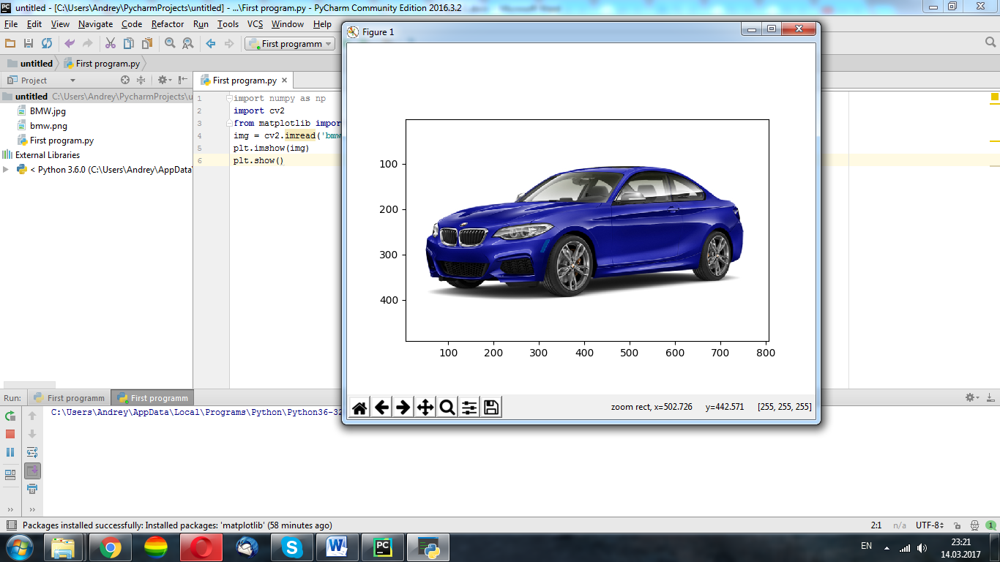 untitled - [C:\Users\Andrey\PycharmProjects\untitled] - ...\First program.py - PyCharm Community Edition 2016.3.2
File Edit View Navigate Code Refactor Run Tools VCS Window Help
First programm
untitled First program.py
Project
First program.py
untitled C:\Users\Andrey\PycharmProjects\u
BMW.jpg
bmw.png
First program.py
External Libraries
< Python 3.6.0 (C:\Users\Andrey\AppData\
1 import numpy as np
2 import cv2
3 from matplotlib impor
4 img = cv2.imread('bmw
5 plt.imshow(img)
6 plt.show()
Figure 1
100
200
300
400
100 200 300 400 500 600 700 800
zoom rect, x=502.726 y=442.571 [255, 255, 255]
Run: First programm First programm
C:\Users\Andrey\AppData\Local\Programs\Python\Python36-32
Packages installed successfully: Installed packages: 'matplotlib' (58 minutes ago)
2:1 n/a UTF-8 1
EN 23:21
14.03.2017